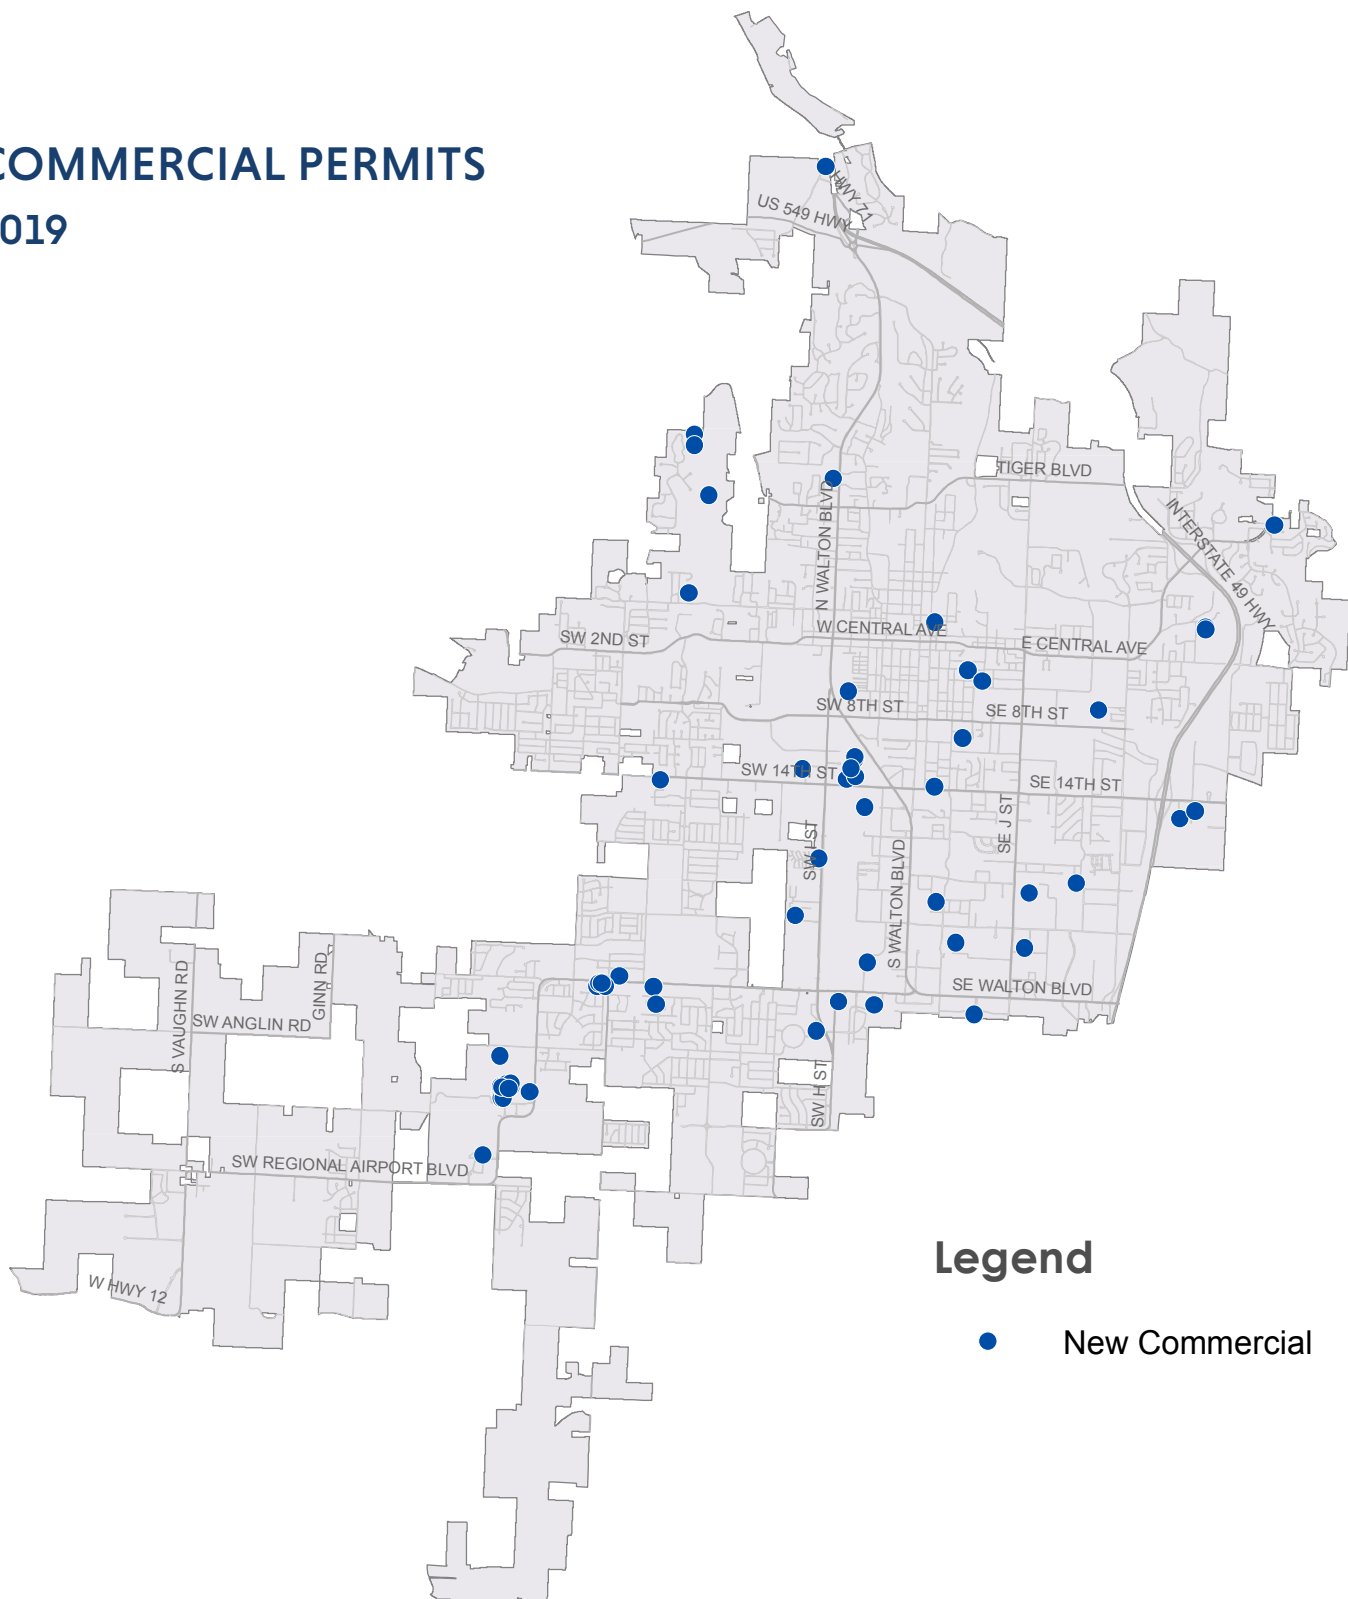 COMMERCIAL PERMITS
019
HWY 71
US 549 HWY
TIGER BLVD
INTERSTATE 49 HWY
N WALTON BLVD
W CENTRAL AVE
SW 2ND ST
E CENTRAL AVE
SW 8TH ST
SE 8TH ST
SW 14TH ST
SE 14TH ST
SE J ST
SW I ST
S WALTON BLVD
SE WALTON BLVD
S VAUGHN RD
GINN RD
SW ANGLIN RD
SW H ST
SW REGIONAL AIRPORT BLVD
W HWY 12
Legend
New Commercial